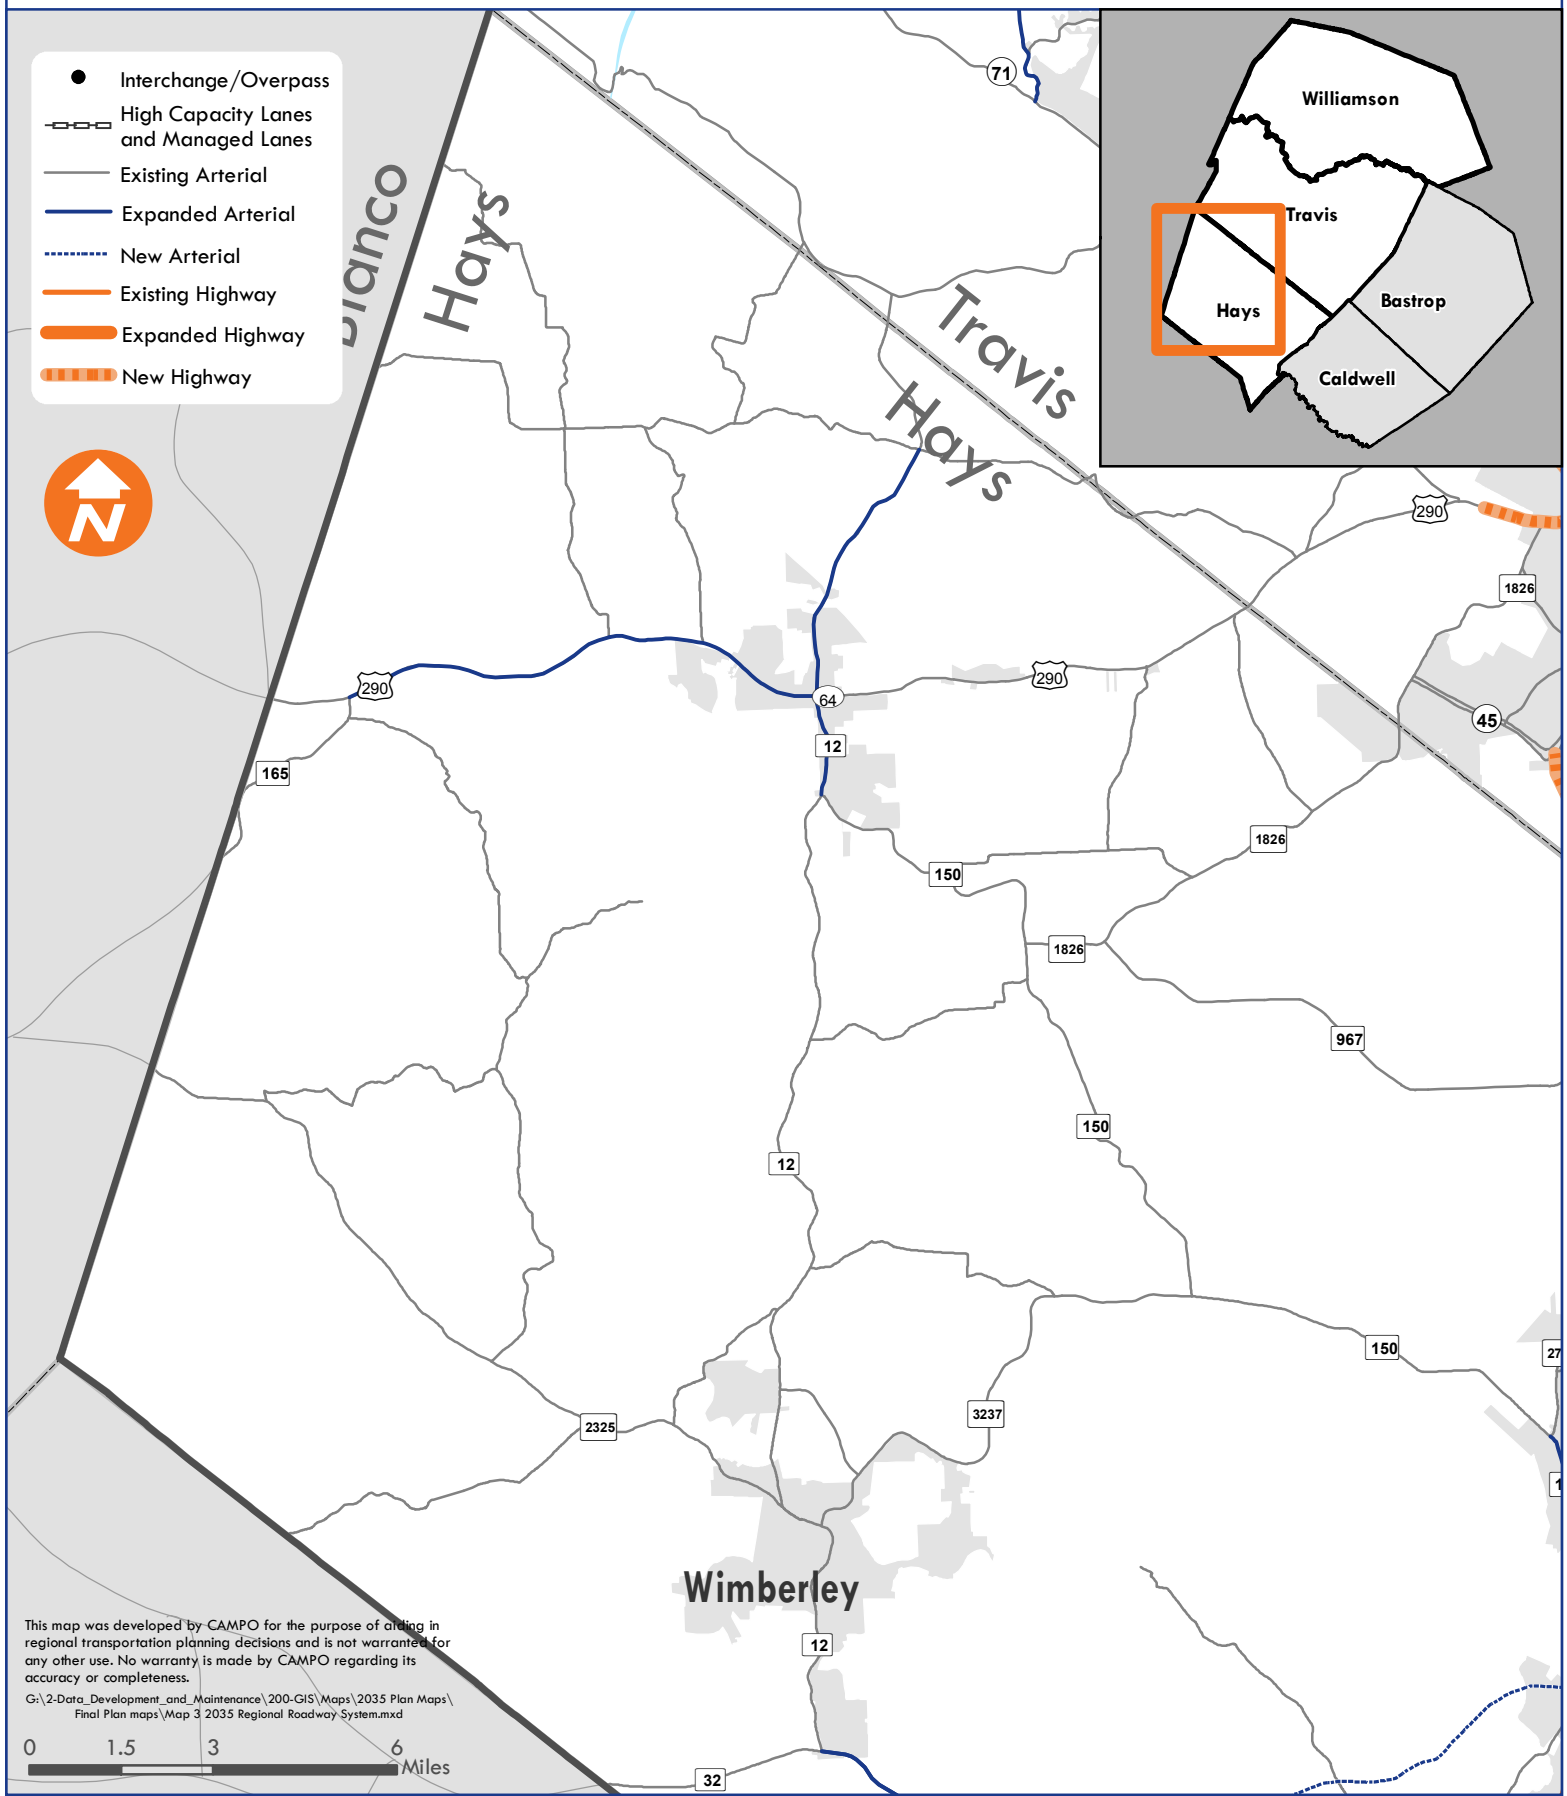 Interchange/Overpass
High Capacity Lanes
and Managed Lanes
Existing Arterial
Expanded Arterial
New Arterial
Existing Highway
Expanded Highway
New Highway
N
Blanco
Hays
Travis
Hays
Williamson
Travis
Hays
Bastrop
Caldwell
71
290
1826
45
290
64
290
12
165
1826
150
1826
967
150
12
150
27
3237
2325
1
Wimberley
12
32
This map was developed by CAMPO for the purpose of aiding in
regional transportation planning decisions and is not warranted for
any other use. No warranty is made by CAMPO regarding its
accuracy or completeness.
G:\2-Data_Development_and_Maintenance\200-GIS\Maps\2035 Plan Maps\
Final Plan maps\Map 3 2035 Regional Roadway System.mxd
0 1.5 3 6
Miles